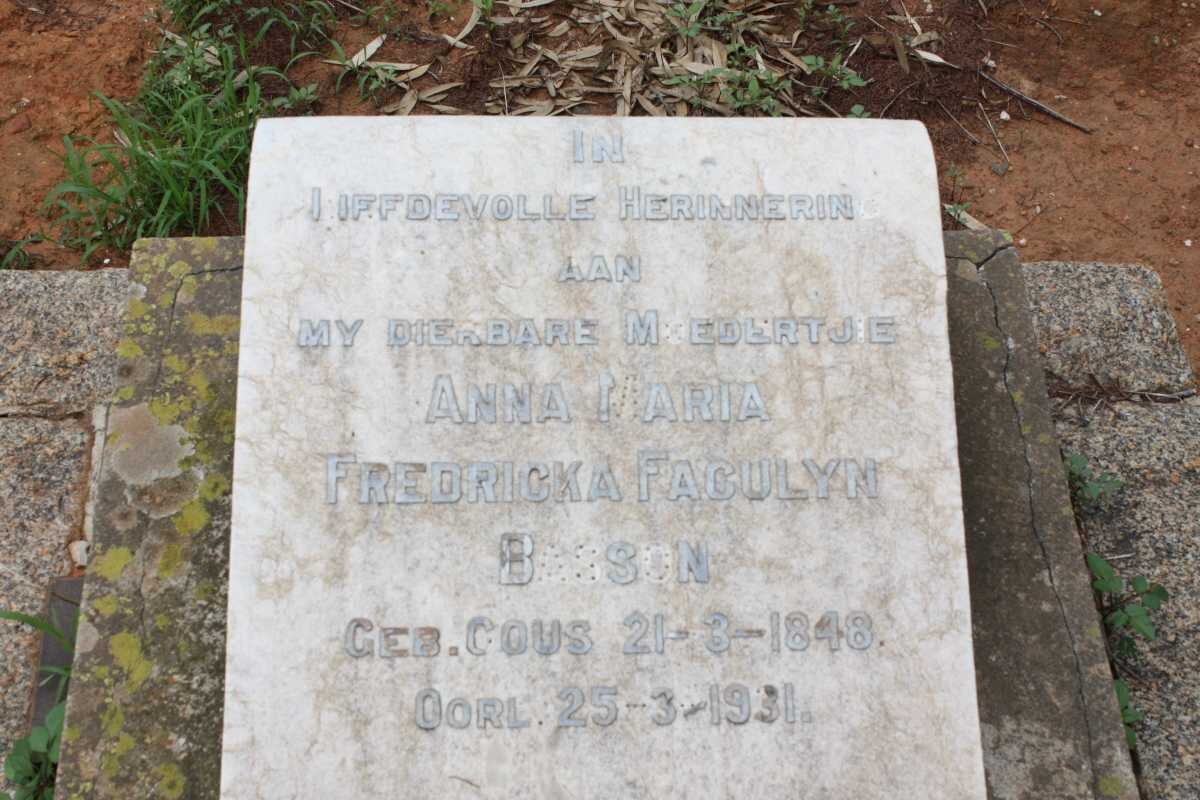 IN
LIEFDEVOLLE HERINNERING
AAN
MY DIERBARE MOEDERTJIE
ANNA MARIA
FREDRICKA FACULYN
BASSON
GEB. COUS 21-3-1848.
OORL. 25-3-1931.